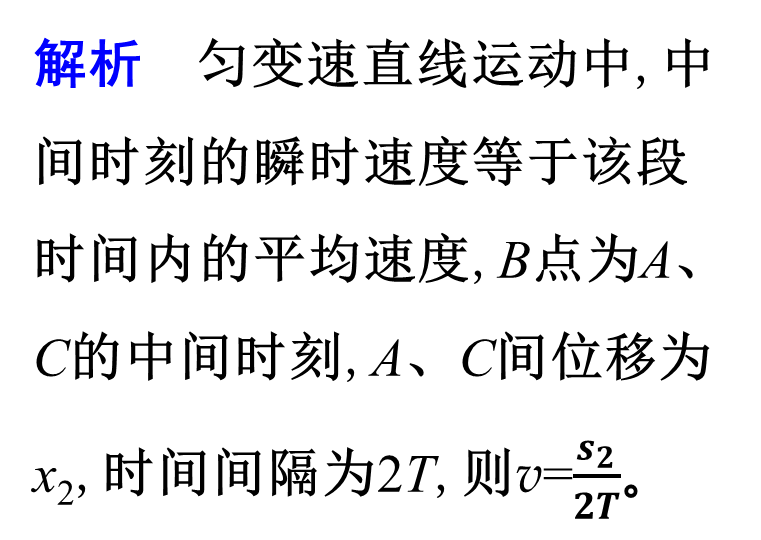 解析 匀变速直线运动中,中
间时刻的瞬时速度等于该段
时间内的平均速度,B点为A、
C的中间时刻,A、C间位移为
x₂,时间间隔为2T,则v=s₂/2T。